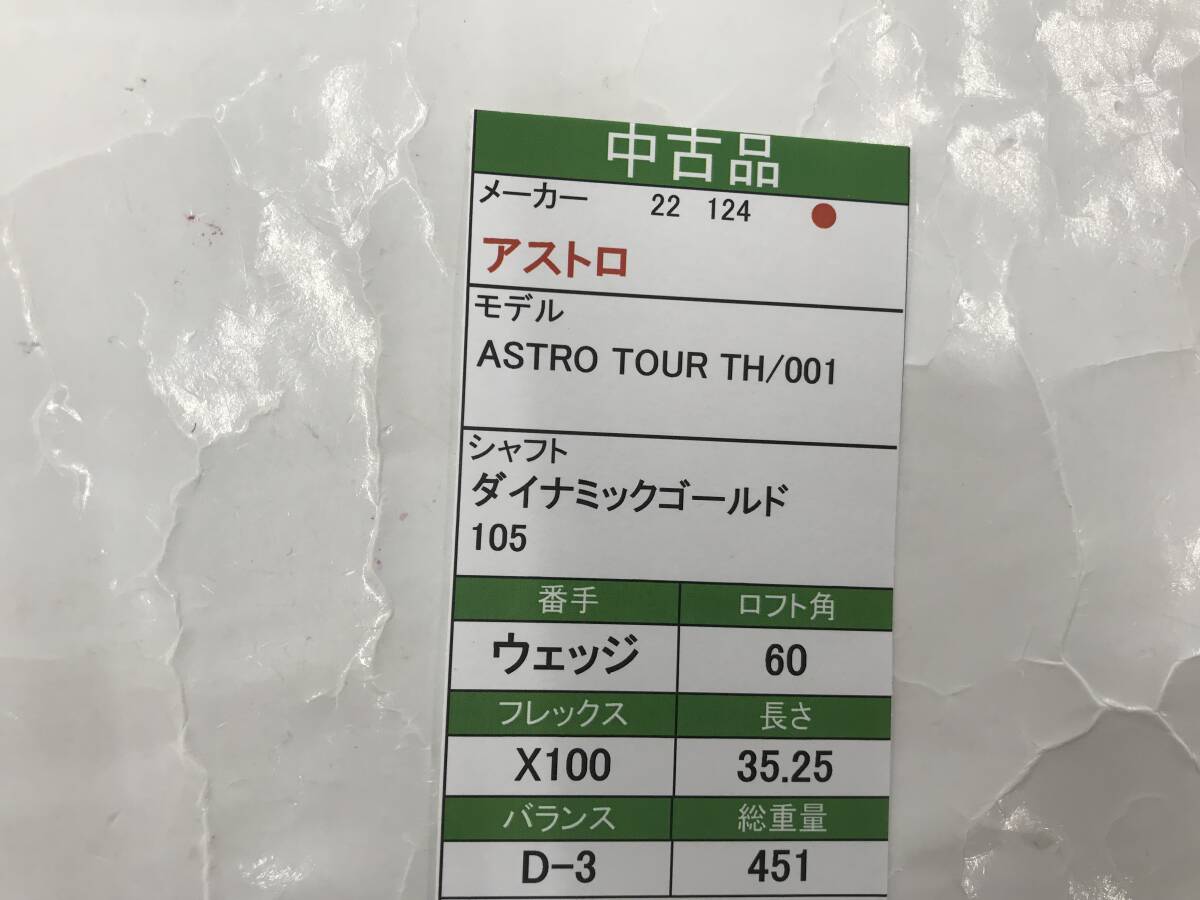 中古品
メーカー 22 124
アストロ
モデル
ASTRO TOUR TH/001
シャフト
ダイナミックゴールド
105
番手 ロフト角
ウェッジ 60
フレックス 長さ
X100 35.25
バランス 総重量
D-3 451